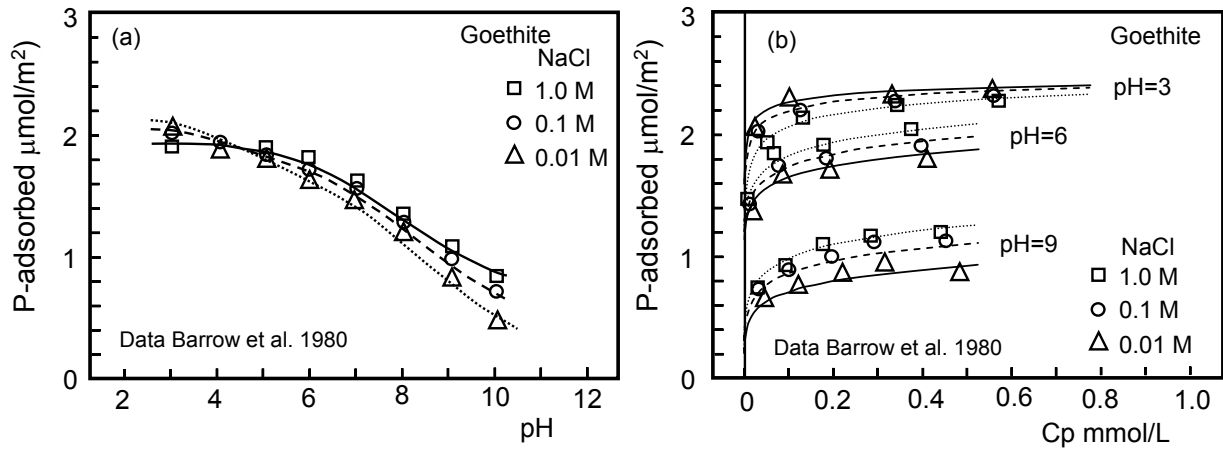 (a)
Goethite
NaCl
1.0 M
0.1 M
0.01 M
P-adsorbed µmol/m²
3
2
1
0
Data Barrow et al. 1980
2 4 6 8 10 12
pH
(b)
Goethite
pH=3
pH=6
pH=9
NaCl
1.0 M
0.1 M
0.01 M
P-adsorbed µmol/m²
3
2
1
0
Data Barrow et al. 1980
0 0.2 0.4 0.6 0.8 1.0
Cp mmol/L